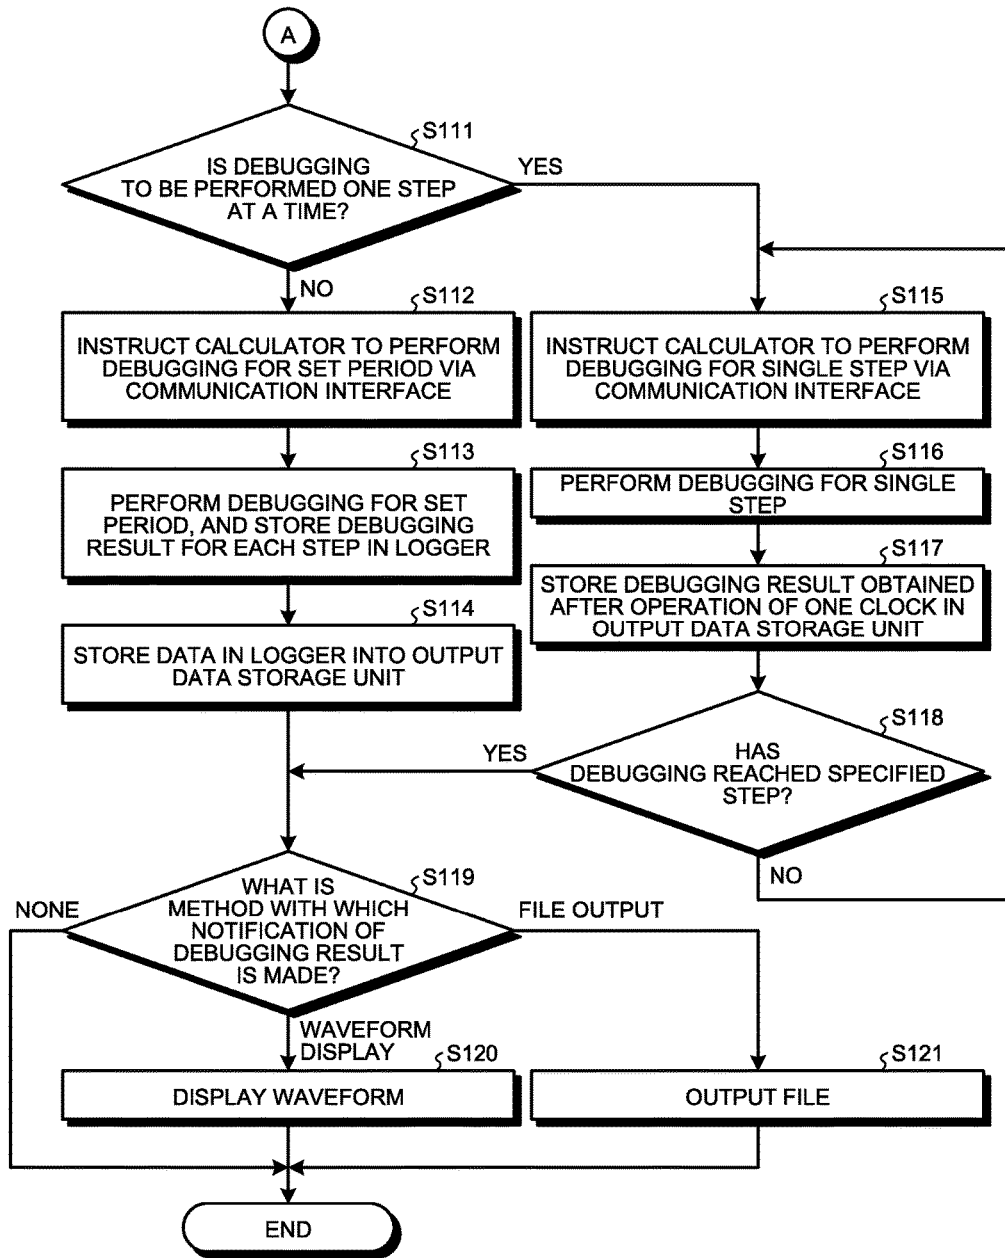 A
S111
IS DEBUGGING
TO BE PERFORMED ONE STEP
AT A TIME?
YES
NO
S112
INSTRUCT CALCULATOR TO PERFORM
DEBUGGING FOR SET PERIOD VIA
COMMUNICATION INTERFACE
S115
INSTRUCT CALCULATOR TO PERFORM
DEBUGGING FOR SINGLE STEP VIA
COMMUNICATION INTERFACE
S113
PERFORM DEBUGGING FOR SET
PERIOD, AND STORE DEBUGGING
RESULT FOR EACH STEP IN LOGGER
S116
PERFORM DEBUGGING FOR SINGLE
STEP
S117
STORE DEBUGGING RESULT OBTAINED
AFTER OPERATION OF ONE CLOCK IN
OUTPUT DATA STORAGE UNIT
S114
STORE DATA IN LOGGER INTO OUTPUT
DATA STORAGE UNIT
S118
HAS
DEBUGGING REACHED SPECIFIED
STEP?
YES
NO
S119
WHAT IS
METHOD WITH WHICH
NOTIFICATION OF
DEBUGGING RESULT
IS MADE?
NONE
FILE OUTPUT
WAVEFORM
DISPLAY
S120
DISPLAY WAVEFORM
S121
OUTPUT FILE
END